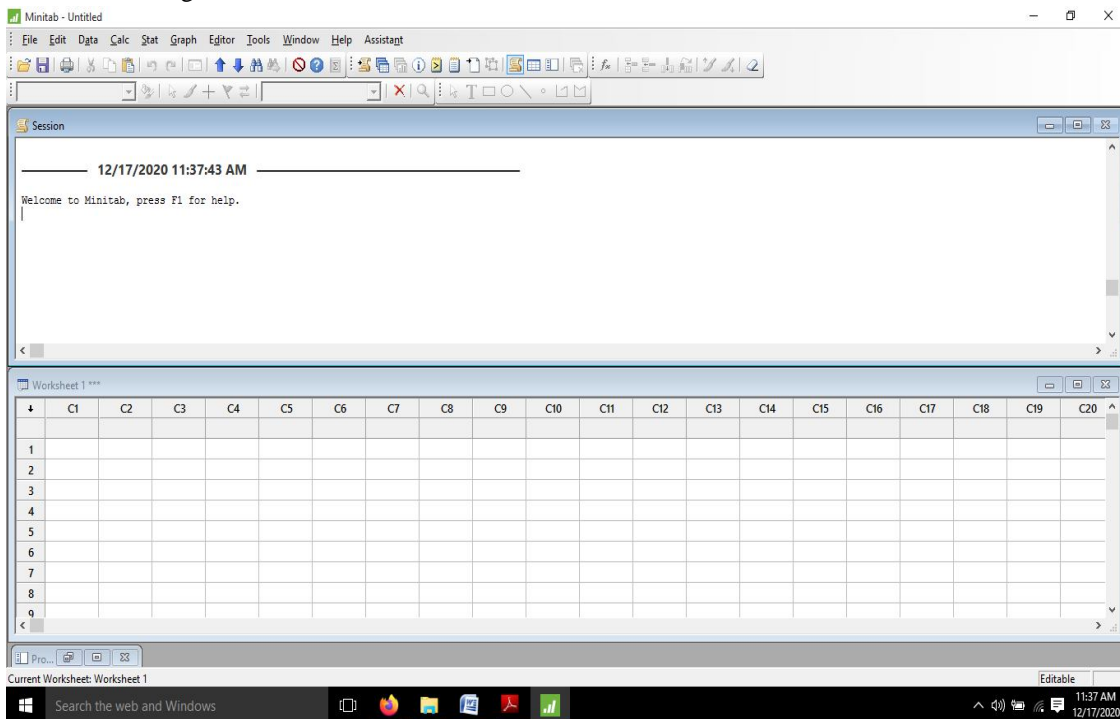 Minitab - Untitled
File Edit Data Calc Stat Graph Editor Tools Window Help Assistant
Session
12/17/2020 11:37:43 AM
Welcome to Minitab, press F1 for help.
Worksheet 1 ***
C1 C2 C3 C4 C5 C6 C7 C8 C9 C10 C11 C12 C13 C14 C15 C16 C17 C18 C19 C20
1
2
3
4
5
6
7
8
9
Pro...
Current Worksheet: Worksheet 1 Editable
Search the web and Windows 11:37 AM
12/17/2020